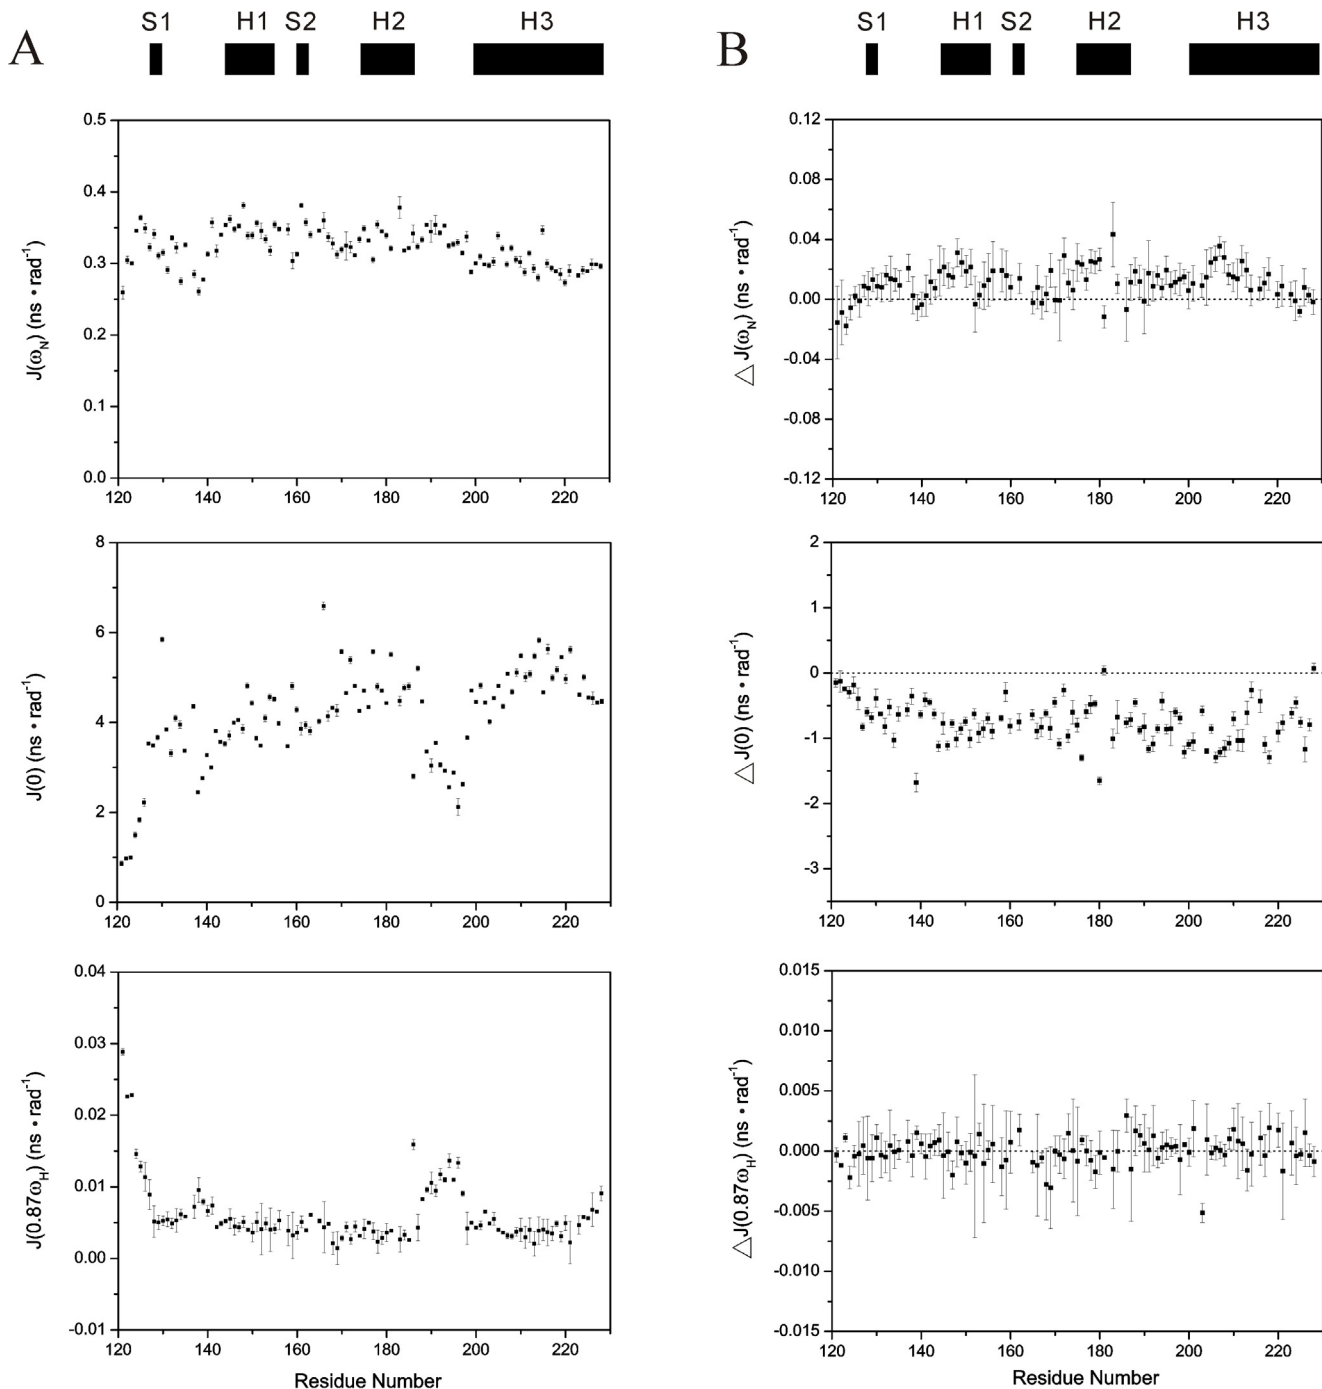 A
S1 H1 S2 H2 H3
B
S1 H1 S2 H2 H3
0.5
0.4
0.3
0.2
0.1
0.0
J(ω_N) (ns • rad⁻¹)
120 140 160 180 200 220
0.12
0.08
0.04
0.00
-0.04
-0.08
-0.12
△ J(ω_N) (ns • rad⁻¹)
120 140 160 180 200 220
8
6
4
2
0
J(0) (ns • rad⁻¹)
120 140 160 180 200 220
2
1
0
-1
-2
-3
△ J(0) (ns • rad⁻¹)
120 140 160 180 200 220
0.04
0.03
0.02
0.01
0.00
-0.01
J(0.87ω_H) (ns • rad⁻¹)
120 140 160 180 200 220
Residue Number
0.015
0.010
0.005
0.000
-0.005
-0.010
-0.015
△J(0.87ω_H) (ns • rad⁻¹)
120 140 160 180 200 220
Residue Number